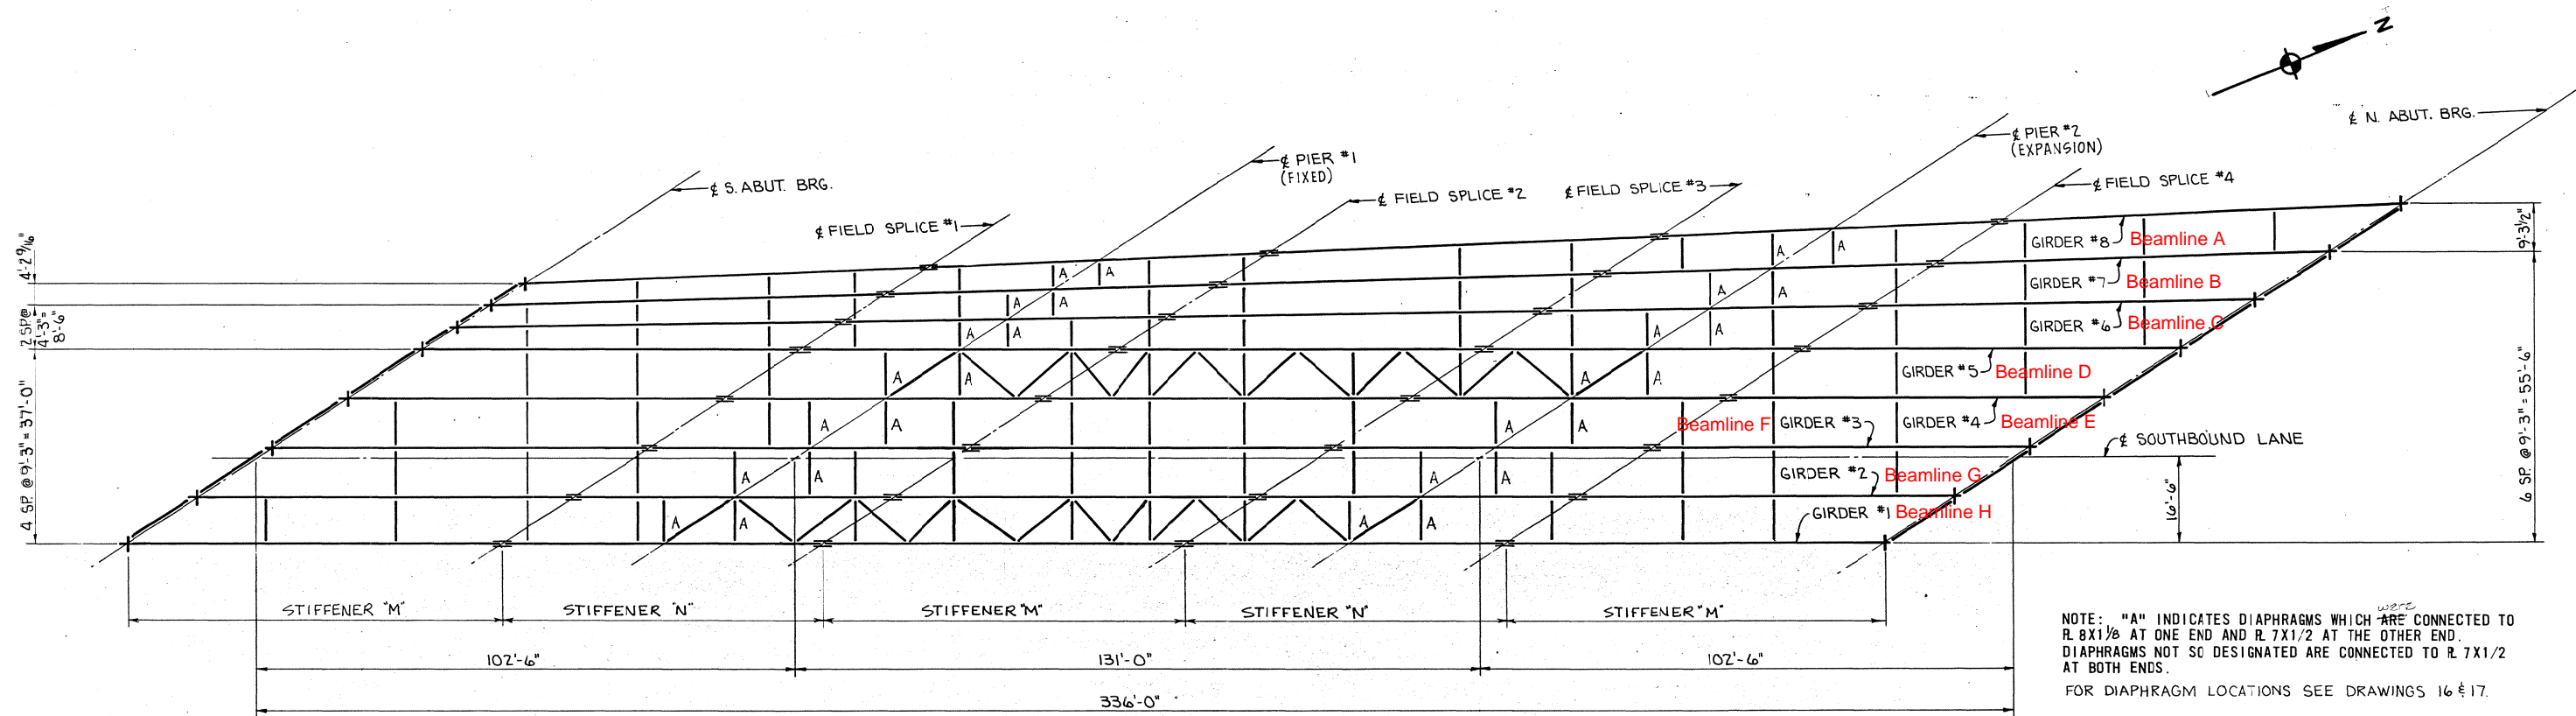 N
℄ N. ABUT. BRG.
℄ PIER #2
(EXPANSION)
℄ PIER #1
(FIXED)
℄ S. ABUT. BRG.
℄ FIELD SPLICE #1
℄ FIELD SPLICE #2
℄ FIELD SPLICE #3
℄ FIELD SPLICE #4
4'-2 9/16"
2 SP. @
4'-3" =
8'-6"
4 SP. @ 9'-3" = 37'-0"
9'-3 1/2"
6 SP. @ 9'-3" = 55'-6"
16'-6"
A A A A
GIRDER #8 Beamline A
A A A A
GIRDER #7 Beamline B
A A A A
GIRDER #6 Beamline C
A A A A
GIRDER #5 Beamline D
A A A A
Beamline F GIRDER #3 GIRDER #4 Beamline E
℄ SOUTHBOUND LANE
A A A A
GIRDER #2 Beamline G
A A A A
GIRDER #1 Beamline H
STIFFENER "M" STIFFENER "N" STIFFENER "M" STIFFENER "N" STIFFENER "M"
102'-6" 131'-0" 102'-6"
336'-0"
were
NOTE: "A" INDICATES DIAPHRAGMS WHICH ARE CONNECTED TO
℄ 8X1 1/8 AT ONE END AND ℄ 7X1/2 AT THE OTHER END.
DIAPHRAGMS NOT SO DESIGNATED ARE CONNECTED TO ℄ 7X1/2
AT BOTH ENDS.
FOR DIAPHRAGM LOCATIONS SEE DRAWINGS 16 & 17.